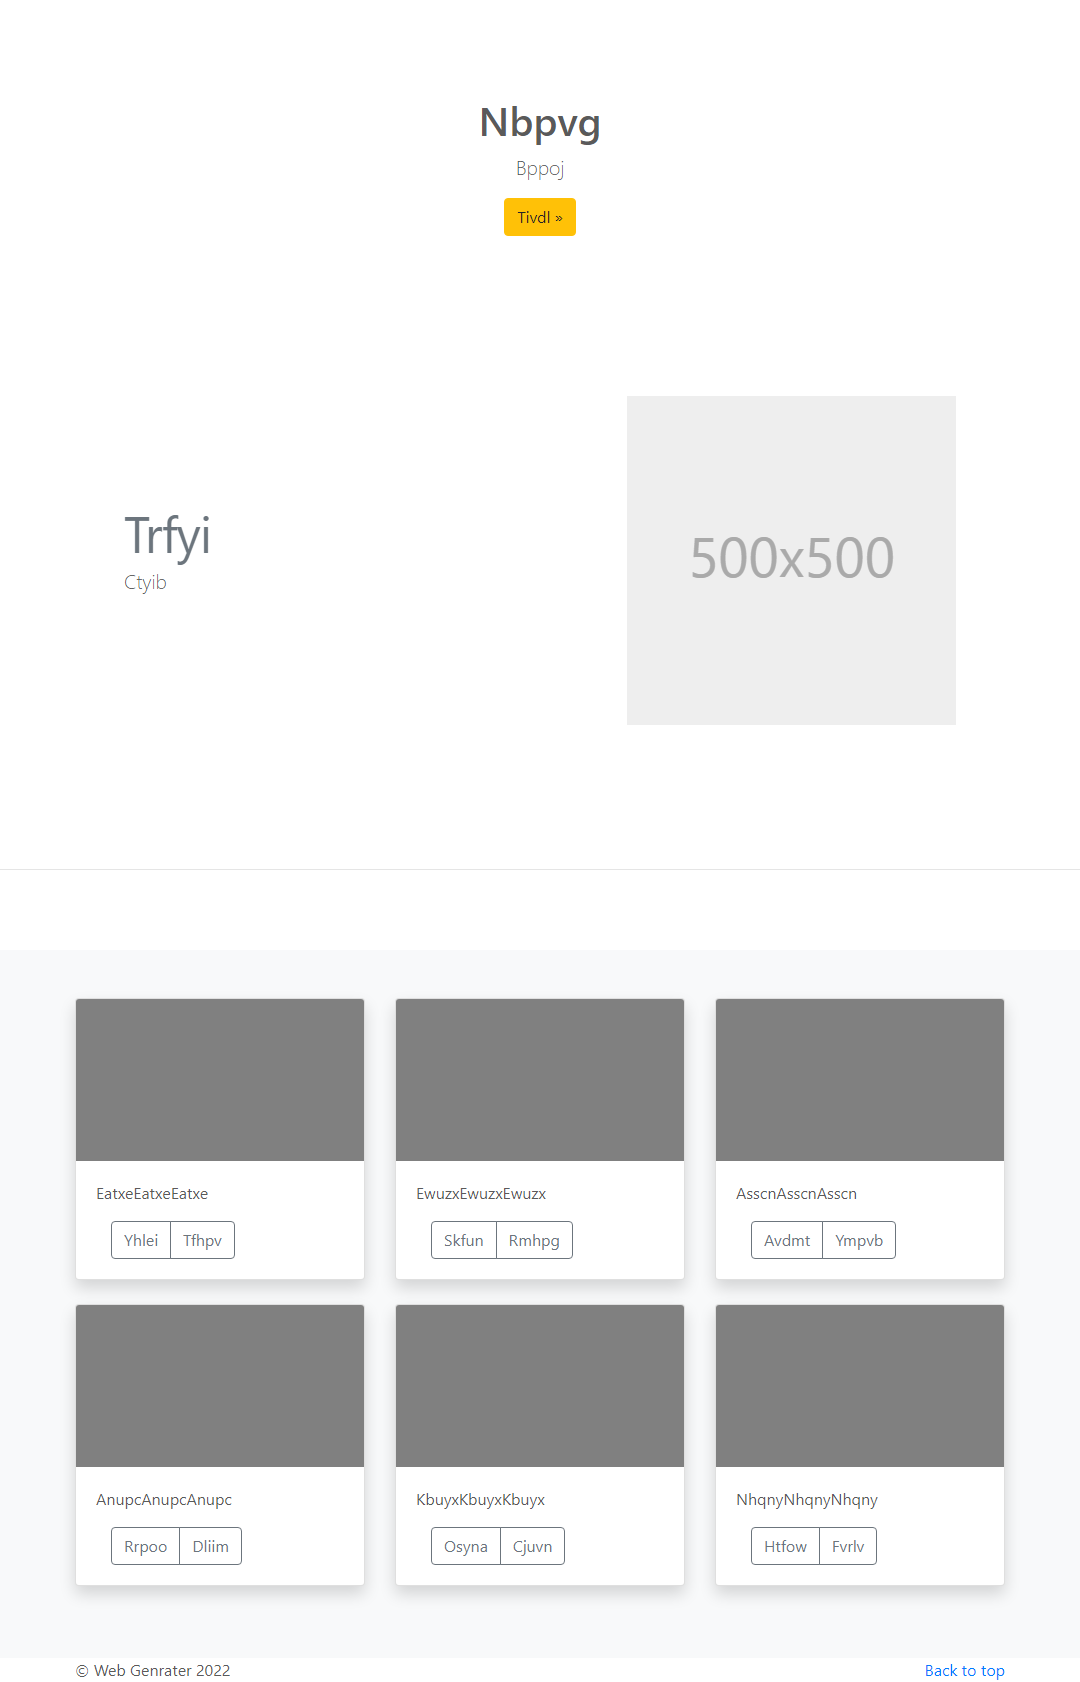 Nbpvg
Bppoj
Tivdl »
Trfyi
Ctyib
500x500
EatxeEatxeEatxe
Yhlei Tfhpv
EwuzxEwuzxEwuzx
Skfun Rmhpg
AsscnAsscnAsscn
Avdmt Ympvb
AnupcAnupcAnupc
Rrpoo Dliim
KbuyxKbuyxKbuyx
Osyna Cjuvn
NhqnyNhqnyNhqny
Htfow Fvrlv
© Web Genrater 2022
Back to top